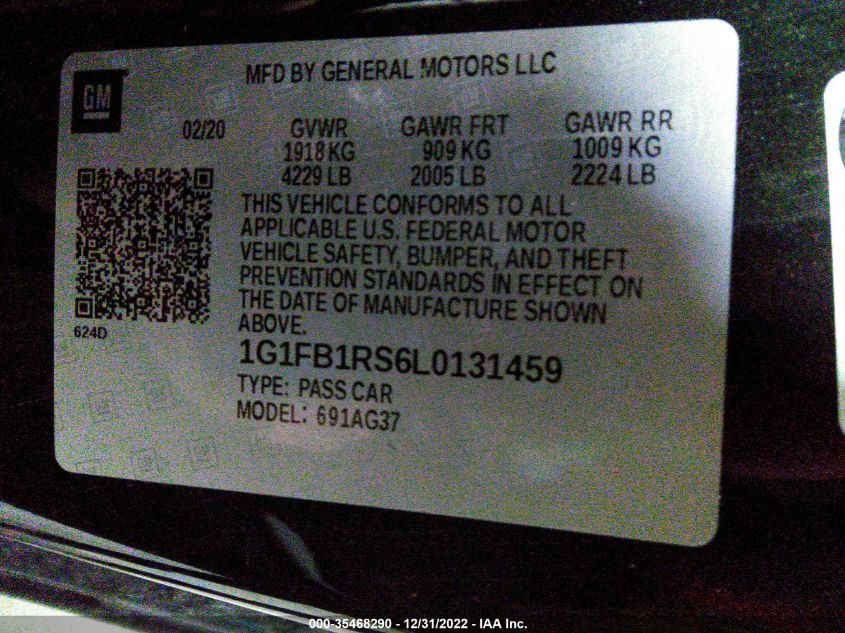 MFD BY GENERAL MOTORS LLC
GM
02/20 GVWR GAWR FRT GAWR RR
1918 KG 909 KG 1009 KG
4229 LB 2005 LB 2224 LB
THIS VEHICLE CONFORMS TO ALL
APPLICABLE U.S. FEDERAL MOTOR
VEHICLE SAFETY, BUMPER, AND THEFT
PREVENTION STANDARDS IN EFFECT ON
THE DATE OF MANUFACTURE SHOWN
ABOVE.
624D
1G1FB1RS6L0131459
TYPE: PASS CAR
MODEL: 691AG37
000-35468290 - 12/31/2022 - IAA Inc.